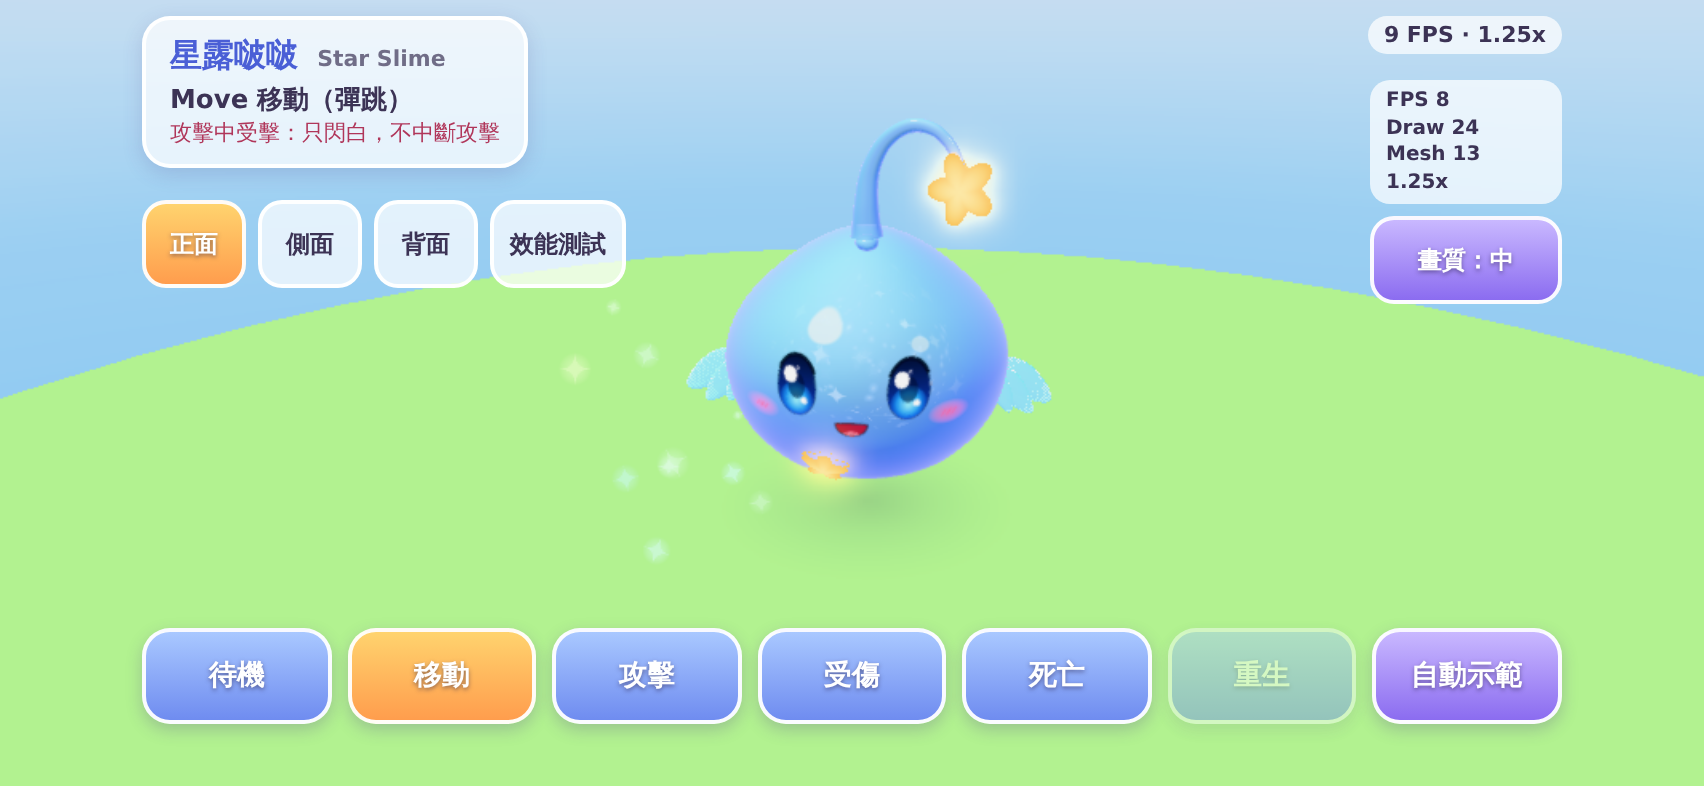 星露啵啵 Star Slime
Move 移動（彈跳）
攻擊中受擊：只閃白，不中斷攻擊
9 FPS · 1.25x
FPS 8
Draw 24
Mesh 13
1.25x
正面 側面 背面 效能測試
畫質：中
待機 移動 攻擊 受傷 死亡 重生 自動示範